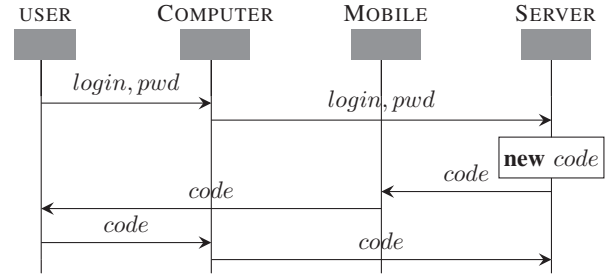 USER COMPUTER MOBILE SERVER
login, pwd
login, pwd
new code
code
code
code
code